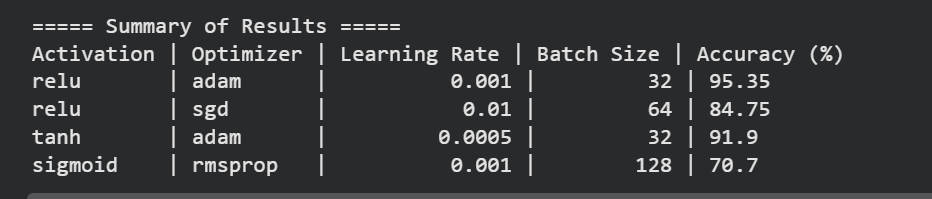 ===== Summary of Results =====
Activation | Optimizer | Learning Rate | Batch Size | Accuracy (%)
relu       | adam      |         0.001 |         32 | 95.35
relu       | sgd       |          0.01 |         64 | 84.75
tanh       | adam      |        0.0005 |         32 | 91.9
sigmoid    | rmsprop   |         0.001 |        128 | 70.7